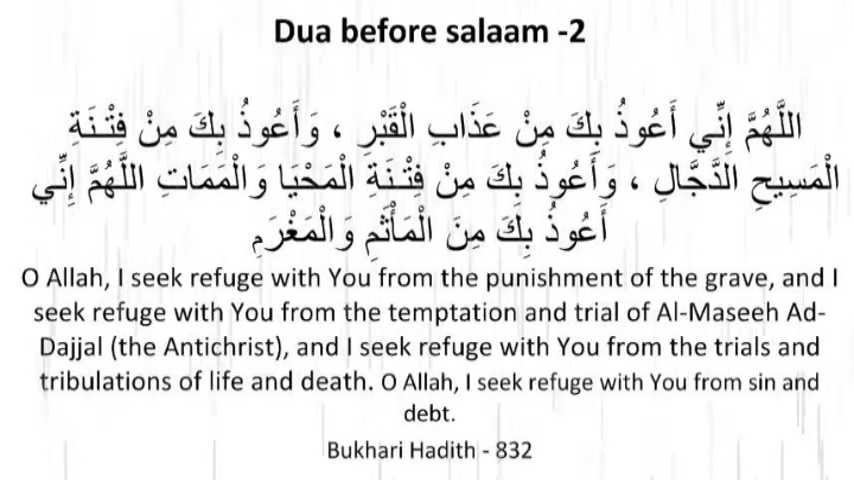 Dua before salaam -2
اللَّهُمَّ إِنِّي أَعُوذُ بِكَ مِنْ عَذَابِ الْقَبْرِ ، وَأَعُوذُ بِكَ مِنْ فِتْنَةِ
الْمَسِيحِ الدَّجَّالِ ، وَأَعُوذُ بِكَ مِنْ فِتْنَةِ الْمَحْيَا وَالْمَمَاتِ اللَّهُمَّ إِنِّي
أَعُوذُ بِكَ مِنَ الْمَأْثَمِ وَالْمَغْرَمِ
O Allah, I seek refuge with You from the punishment of the grave, and I
seek refuge with You from the temptation and trial of Al-Maseeh Ad-
Dajjal (the Antichrist), and I seek refuge with You from the trials and
tribulations of life and death. O Allah, I seek refuge with You from sin and
debt.
Bukhari Hadith - 832